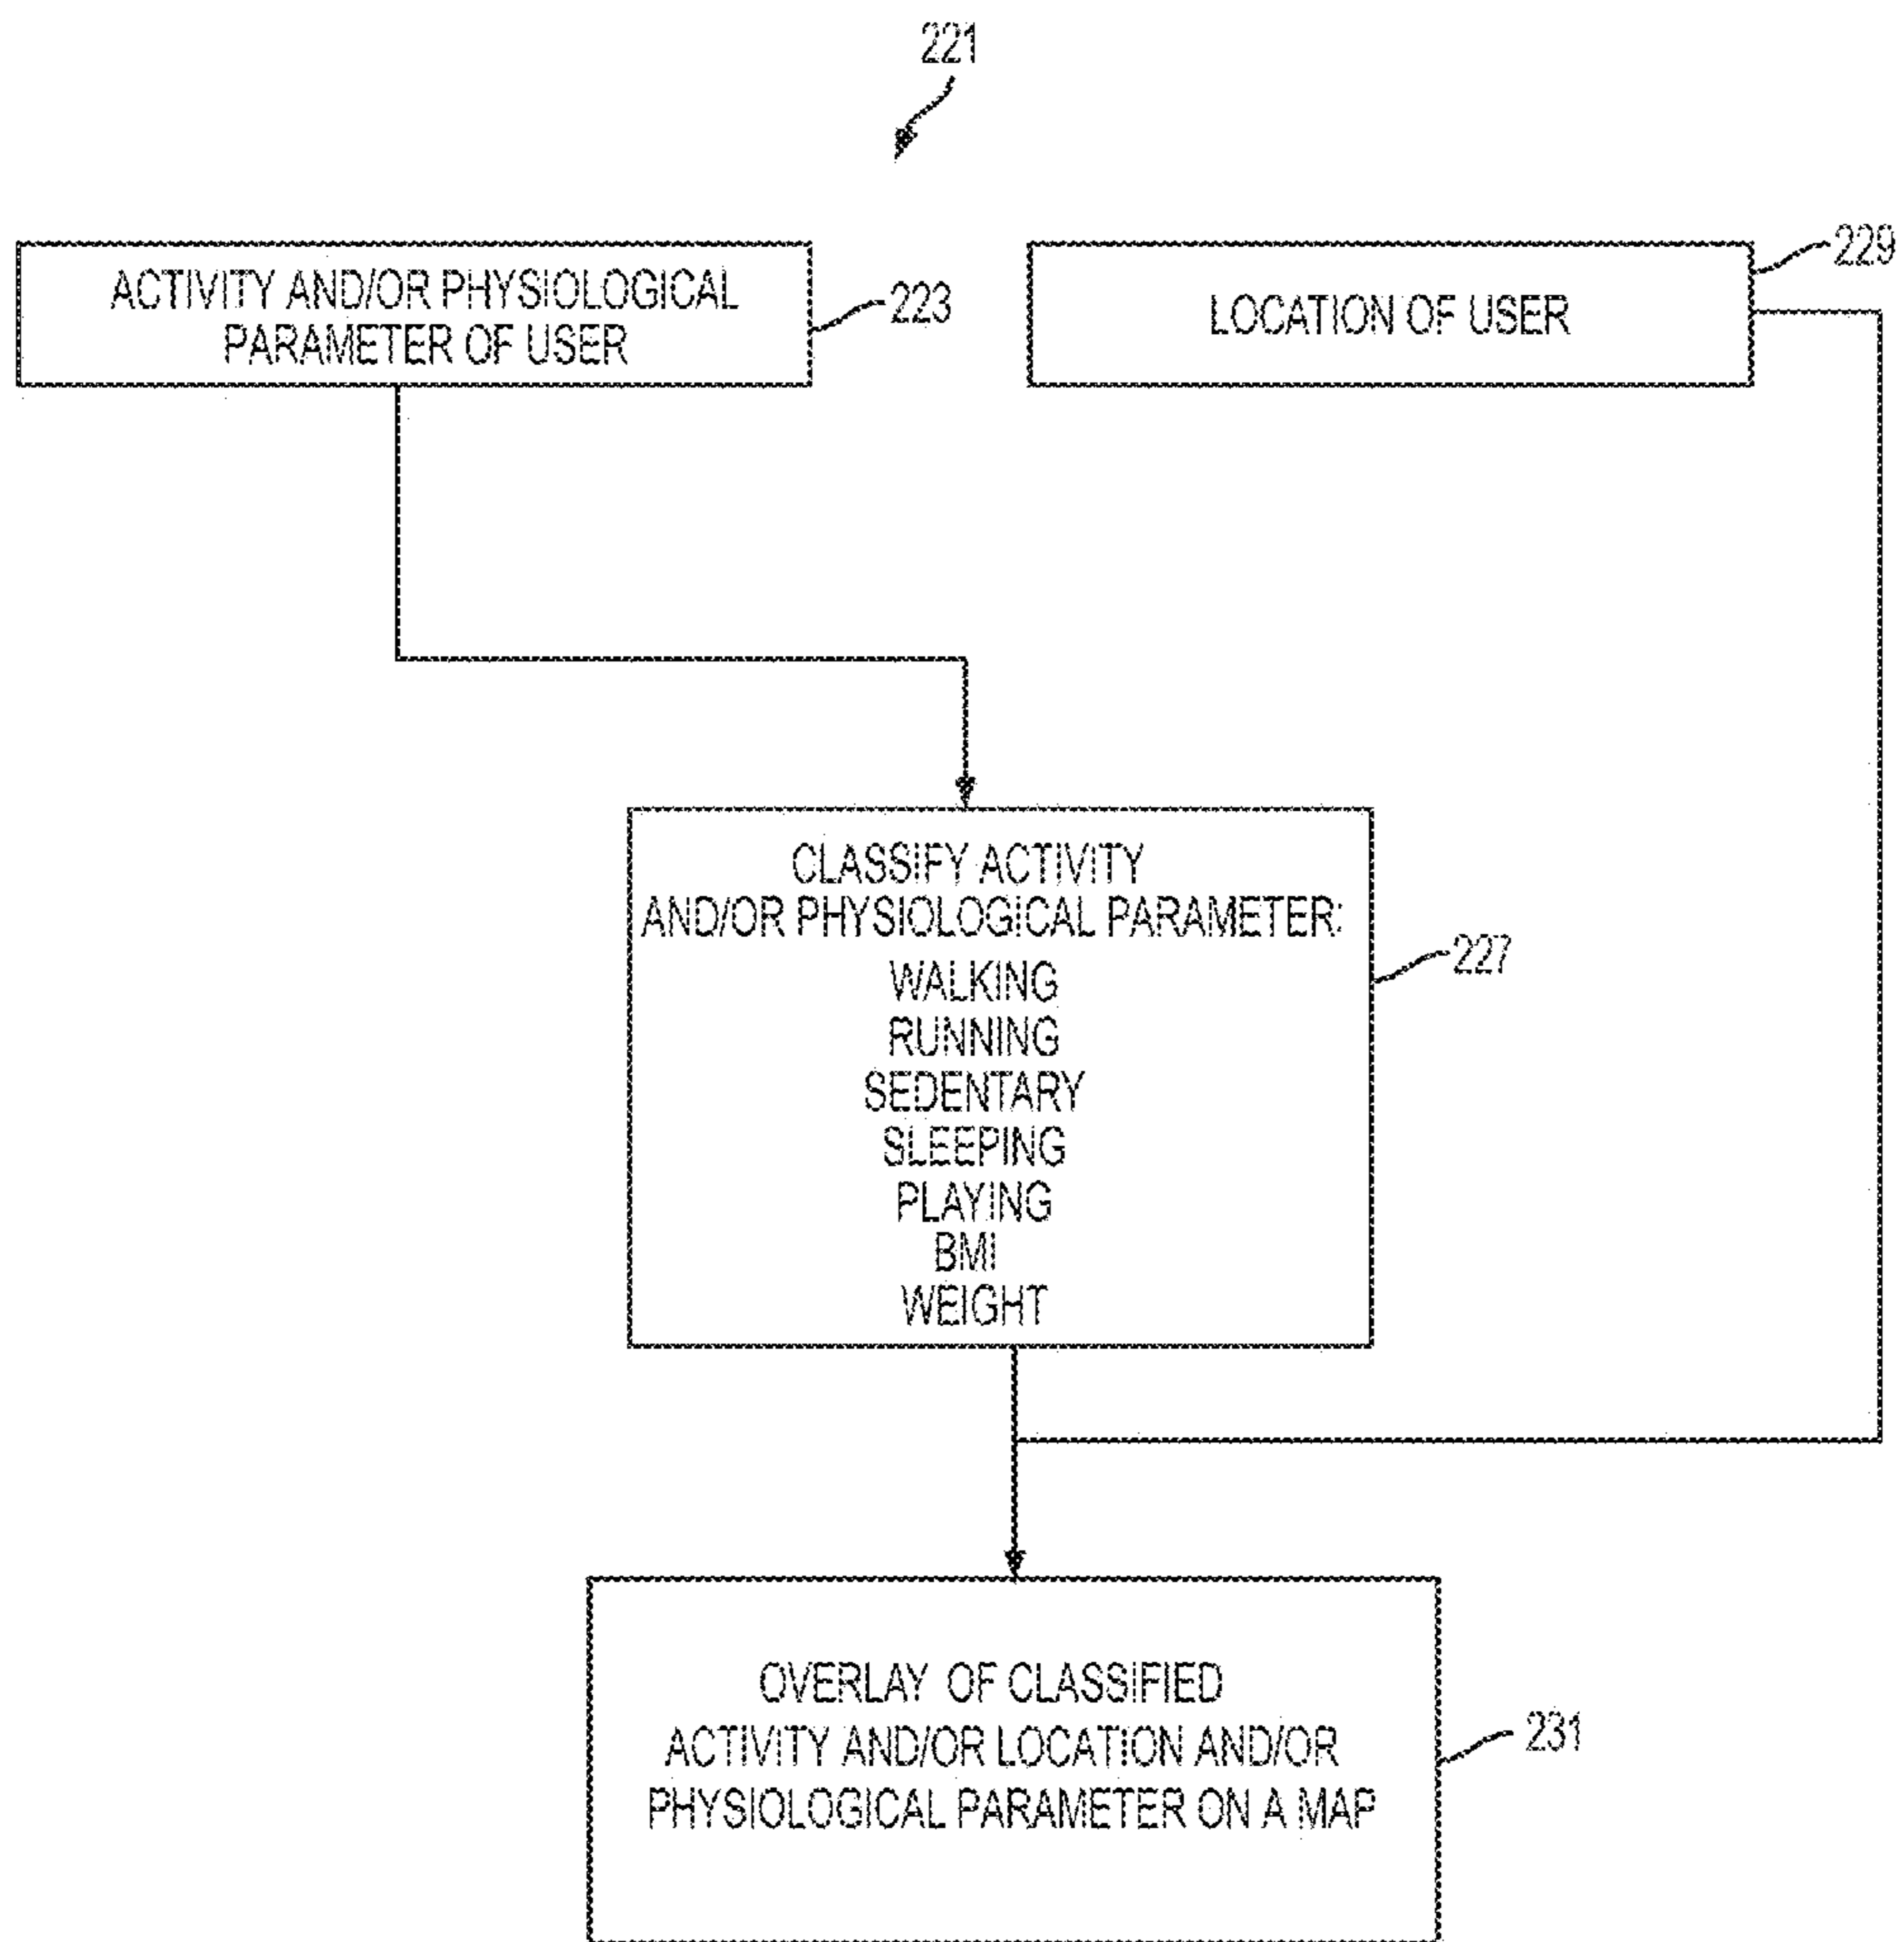 221
ACTIVITY AND/OR PHYSIOLOGICAL
PARAMETER OF USER
223
LOCATION OF USER
229
CLASSIFY ACTIVITY
AND/OR PHYSIOLOGICAL PARAMETER:
WALKING
RUNNING
SEDENTARY
SLEEPING
PLAYING
BMI
WEIGHT
227
OVERLAY OF CLASSIFIED
ACTIVITY AND/OR LOCATION AND/OR
PHYSIOLOGICAL PARAMETER ON A MAP
231